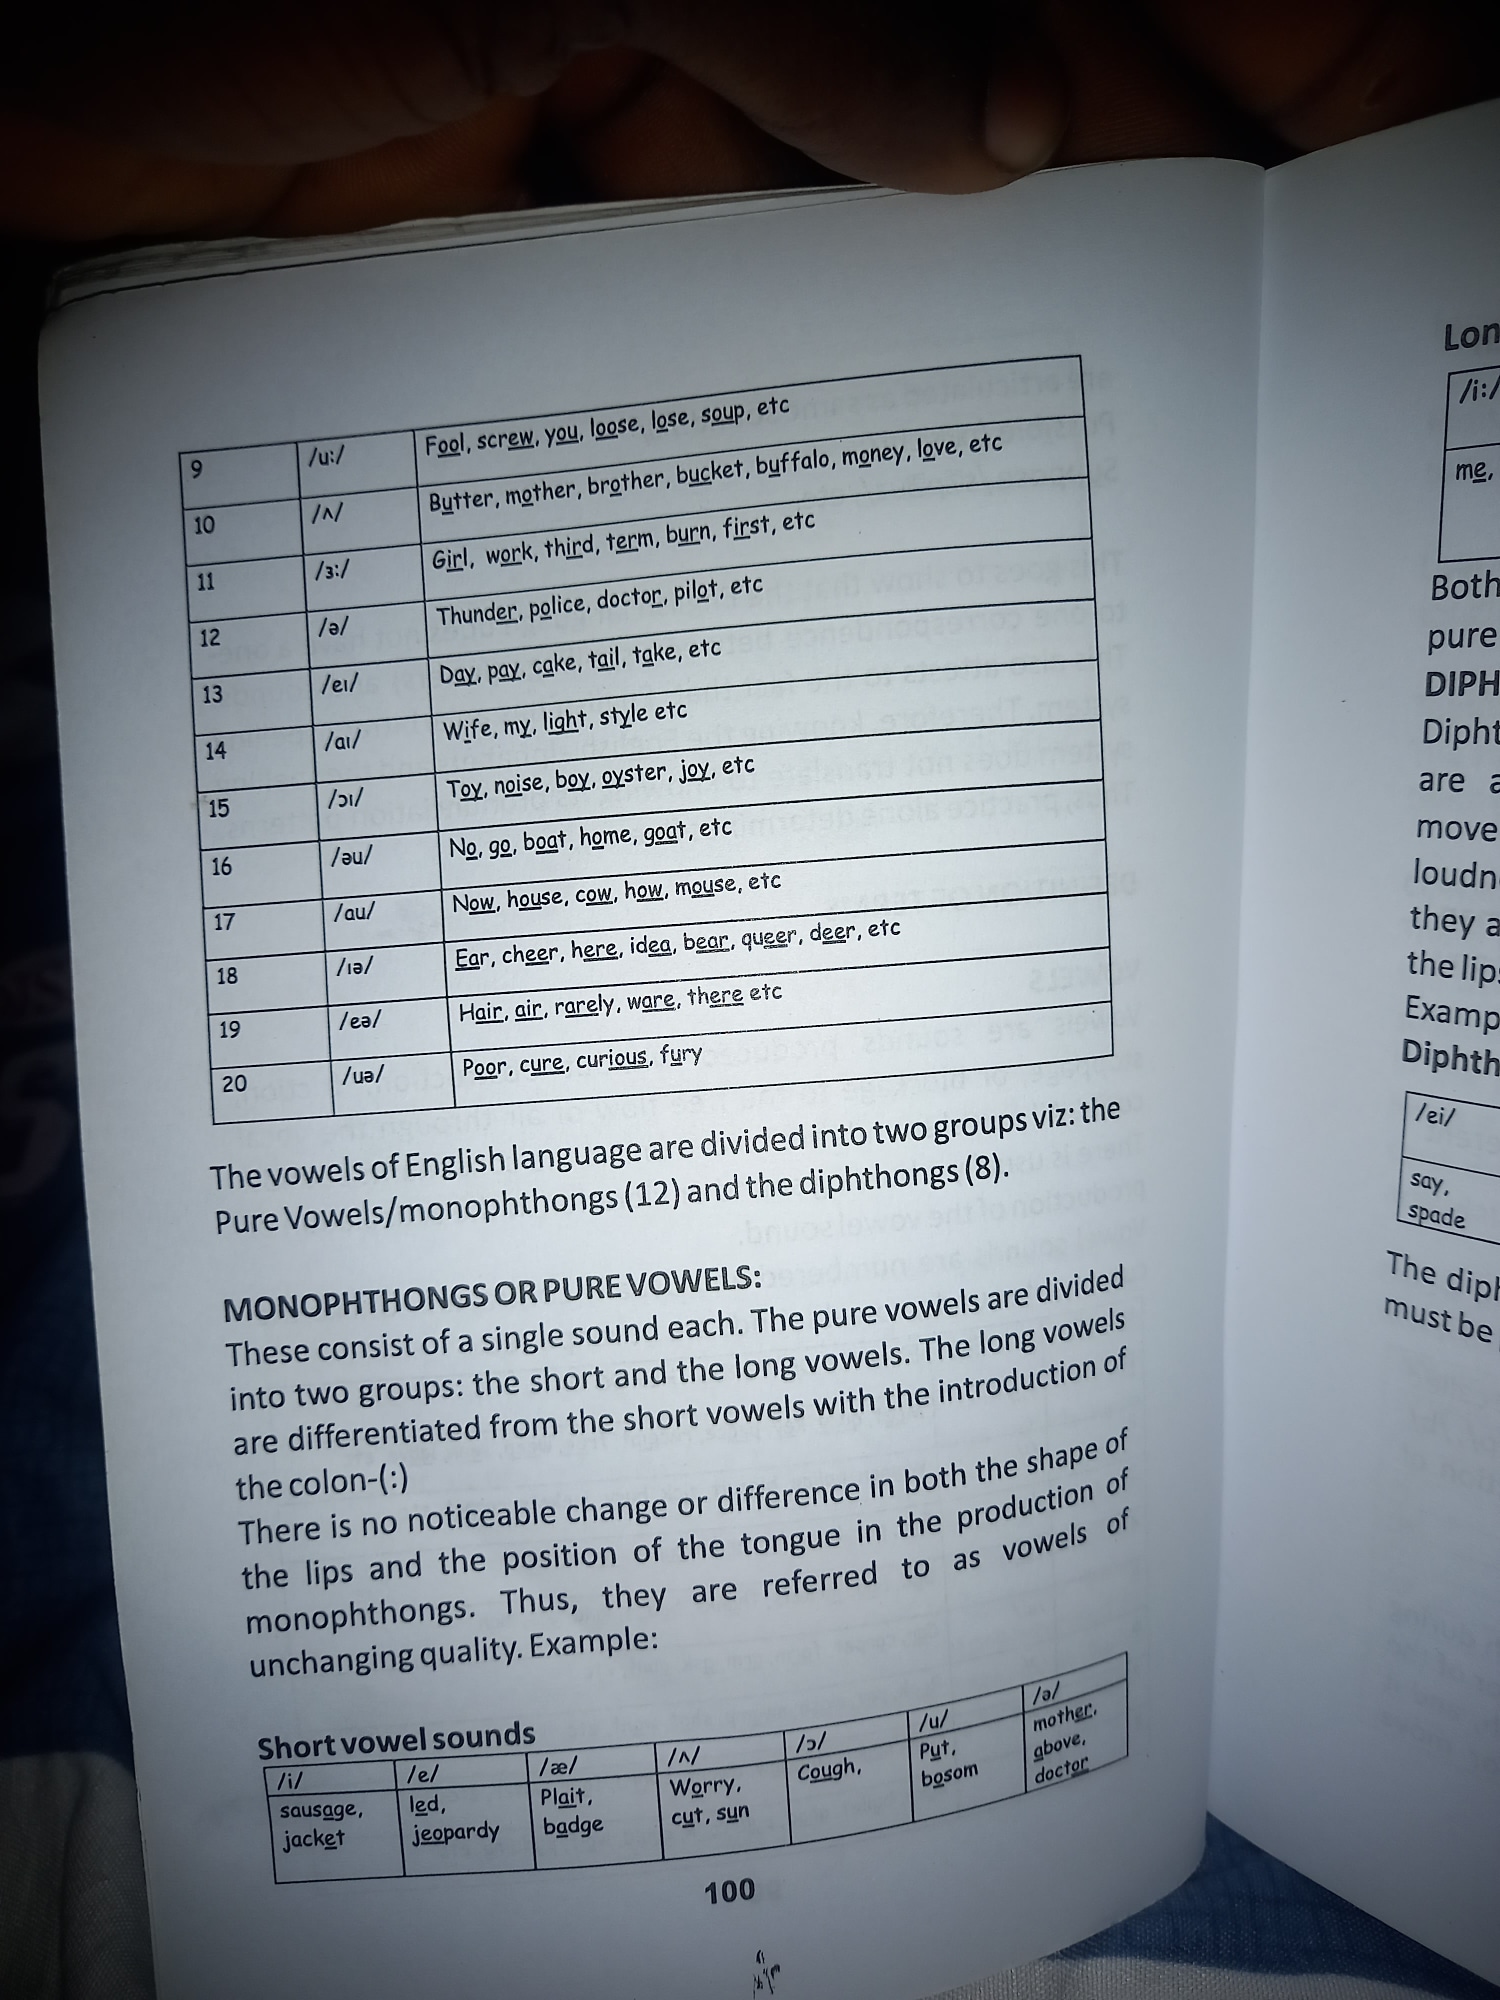 9 /u:/ Fool, screw, you, loose, lose, soup, etc
10 /ʌ/ Butter, mother, brother, bucket, buffalo, money, love, etc
11 /ɜ:/ Girl, work, third, term, burn, first, etc
12 /ə/ Thunder, police, doctor, pilot, etc
13 /eɪ/ Day, pay, cake, tail, take, etc
14 /aɪ/ Wife, my, light, style etc
15 /ɔɪ/ Toy, noise, boy, oyster, joy, etc
16 /əu/ No, go, boat, home, goat, etc
17 /au/ Now, house, cow, how, mouse, etc
18 /ɪə/ Ear, cheer, here, idea, bear, queer, deer, etc
19 /eə/ Hair, air, rarely, ware, there etc
20 /uə/ Poor, cure, curious, fury
The vowels of English language are divided into two groups viz: the
Pure Vowels/monophthongs (12) and the diphthongs (8).
MONOPHTHONGS OR PURE VOWELS:
These consist of a single sound each. The pure vowels are divided
into two groups: the short and the long vowels. The long vowels
are differentiated from the short vowels with the introduction of
the colon-(:)
There is no noticeable change or difference in both the shape of
the lips and the position of the tongue in the production of
monophthongs. Thus, they are referred to as vowels of
unchanging quality. Example:
Short vowel sounds
/i/ /e/ /æ/ /ʌ/ /ɔ/ /u/ /ə/
sausage, led, Plait, Worry, Cough, Put, mother,
jacket jeopardy badge cut, sun bosom above,
doctor
100
/i:/
me,
Both
pure
are
move
they a
the lips
/ei/
say,
spade
must be